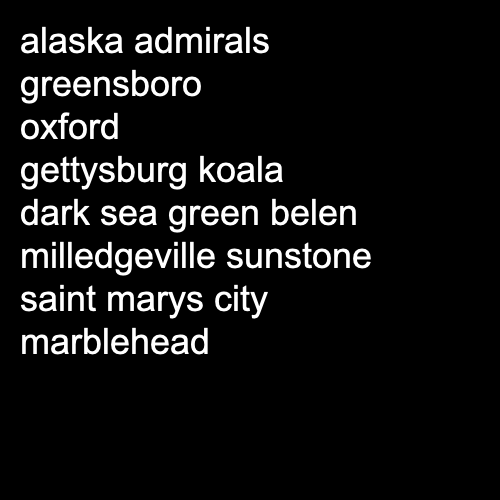 alaska admirals
greensboro
oxford
gettysburg koala
dark sea green belen
milledgeville sunstone
saint marys city
marblehead